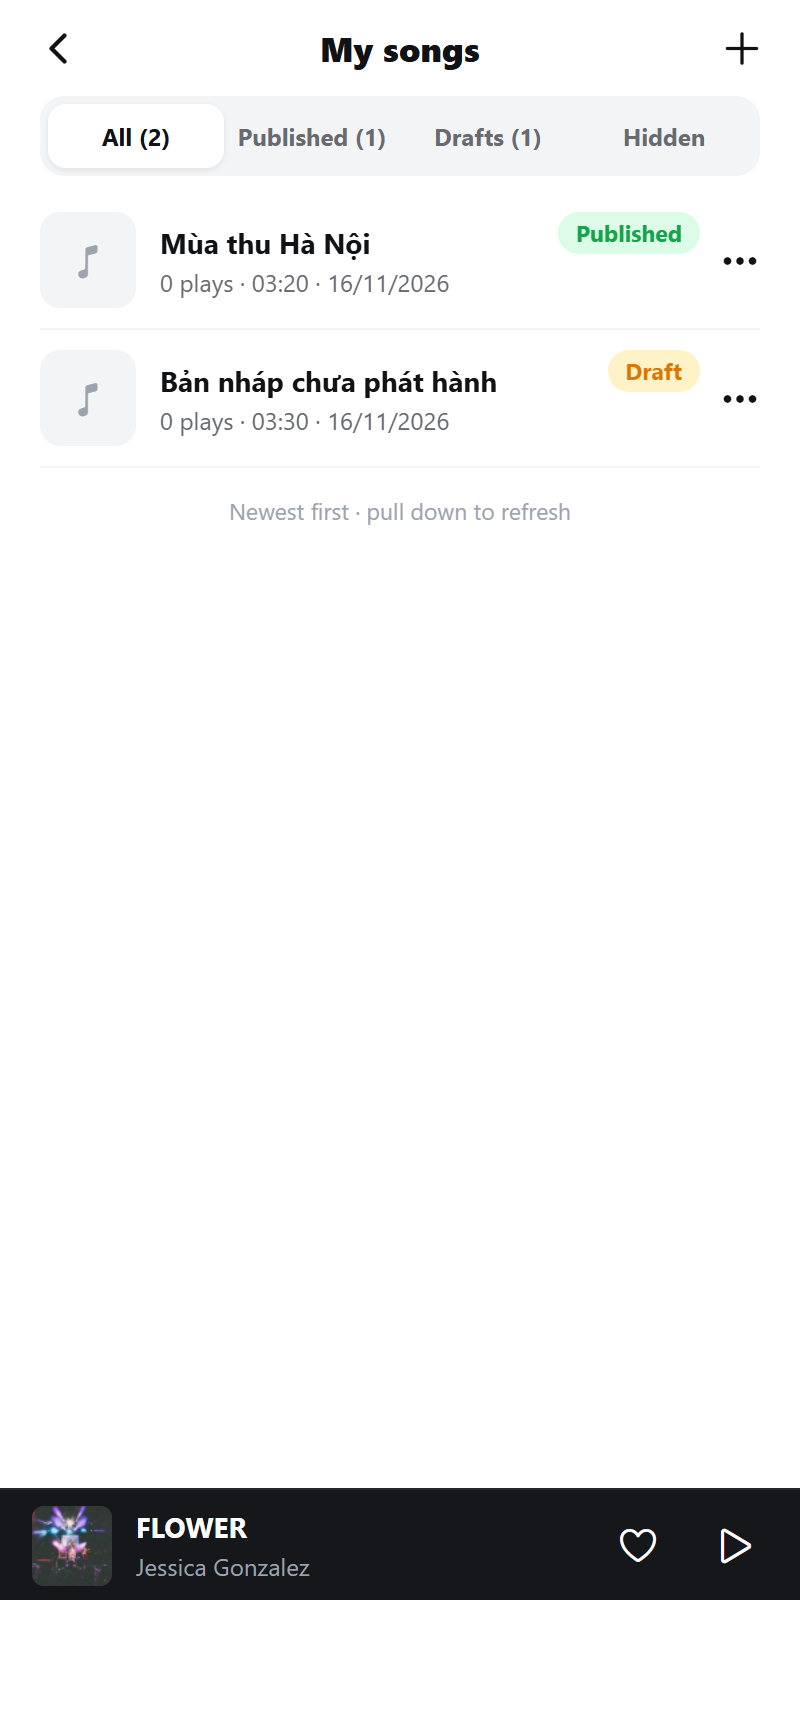 My songs
All (2)
Published (1)
Drafts (1)
Hidden
Mùa thu Hà Nội
Published
0 plays · 03:20 · 16/11/2026
Bản nháp chưa phát hành
Draft
0 plays · 03:30 · 16/11/2026
Newest first · pull down to refresh
FLOWER
Jessica Gonzalez